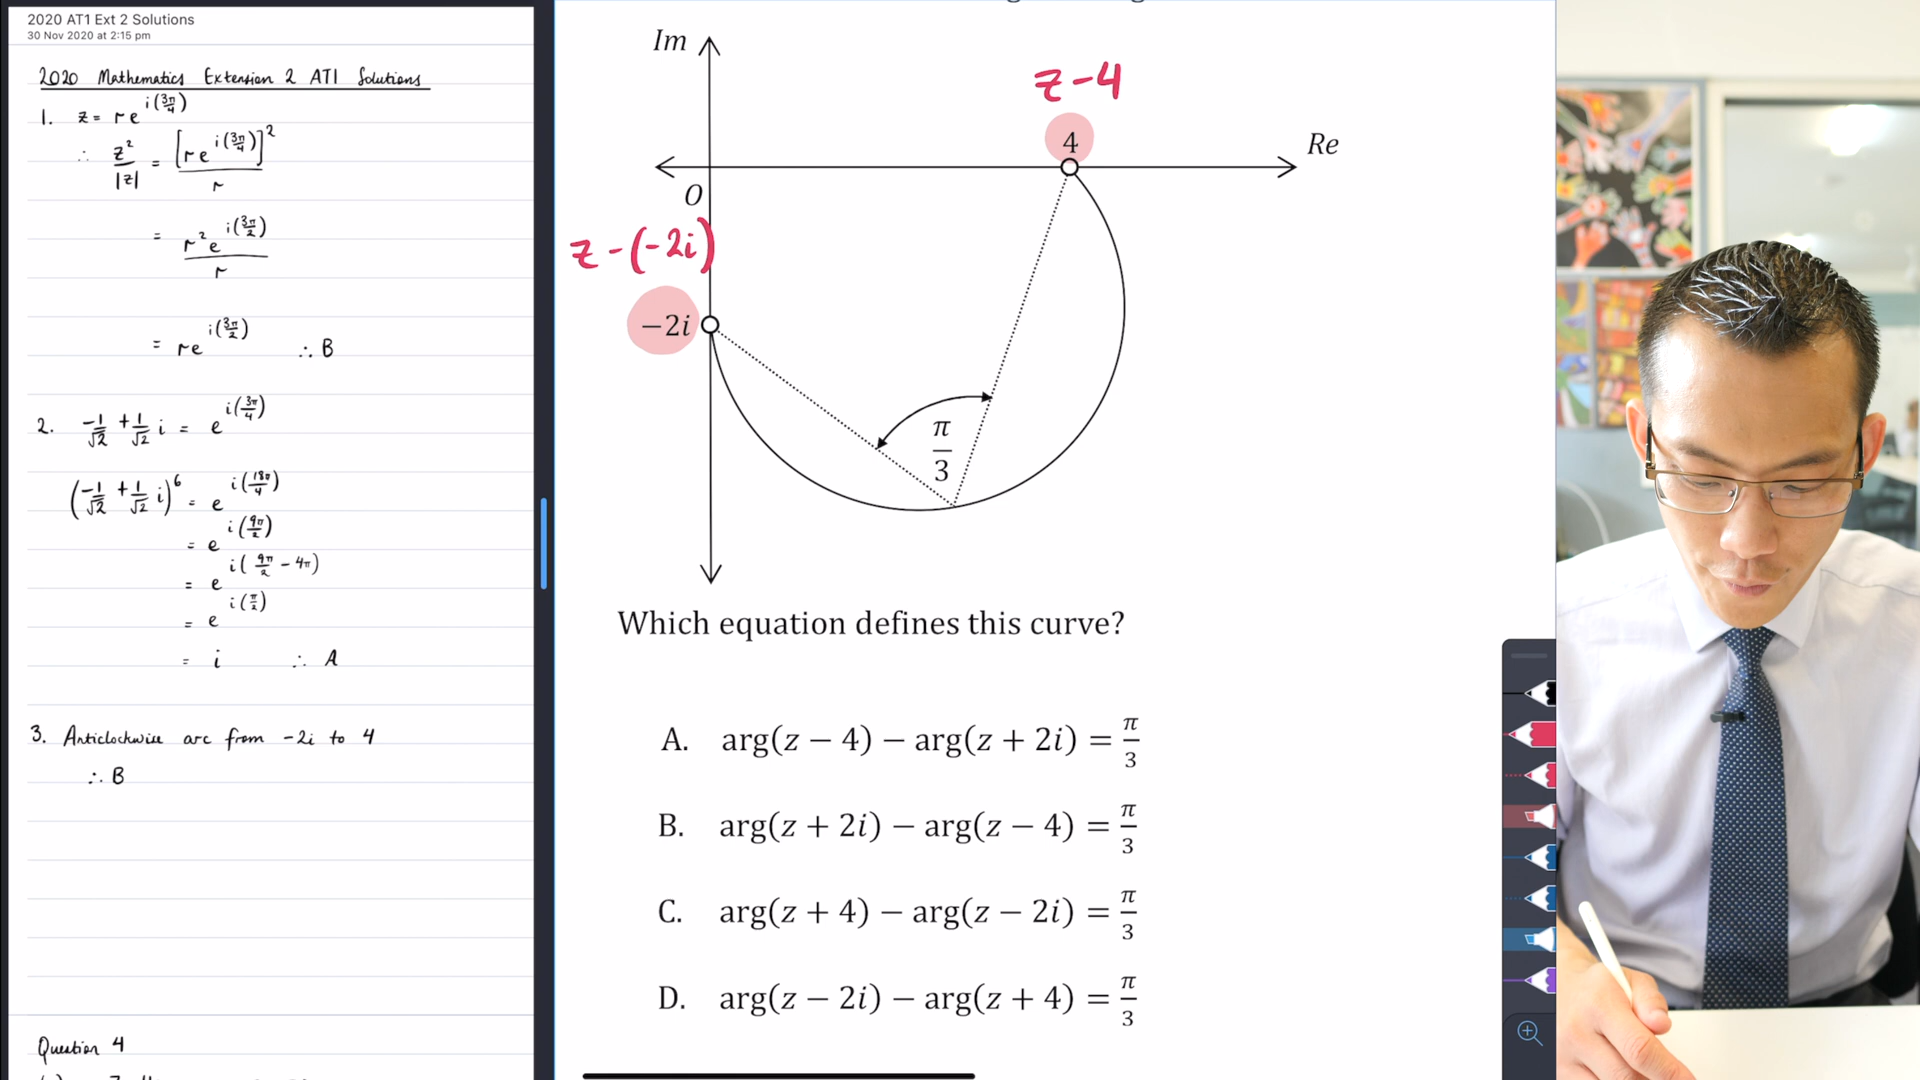 2020 AT1 Ext 2 Solutions
30 Nov 2020 at 2:15 pm
2020 Mathematics Extension 2 AT1 Solutions
1. z = re^{i(3π/4)}
∴ z²/|z| = [re^{i(3π/4)}]²/r
= r²e^{i(3π/2)}/r
= re^{i(3π/2)} ∴ B
2. -1/√2 + 1/√2 i = e^{i(3π/4)}
(-1/√2 + 1/√2 i)^6 = e^{i(18π/4)}
= e^{i(9π/2)}
= e^{i(9π/2 - 4π)}
= e^{i(π/2)}
= i ∴ A
3. Anticlockwise arc from -2i to 4
∴ B
Question 4
Im
z-4
4
Re
O
z-(-2i)
−2i
π/3
Which equation defines this curve?
A. arg(z − 4) − arg(z + 2i) = π/3
B. arg(z + 2i) − arg(z − 4) = π/3
C. arg(z + 4) − arg(z − 2i) = π/3
D. arg(z − 2i) − arg(z + 4) = π/3